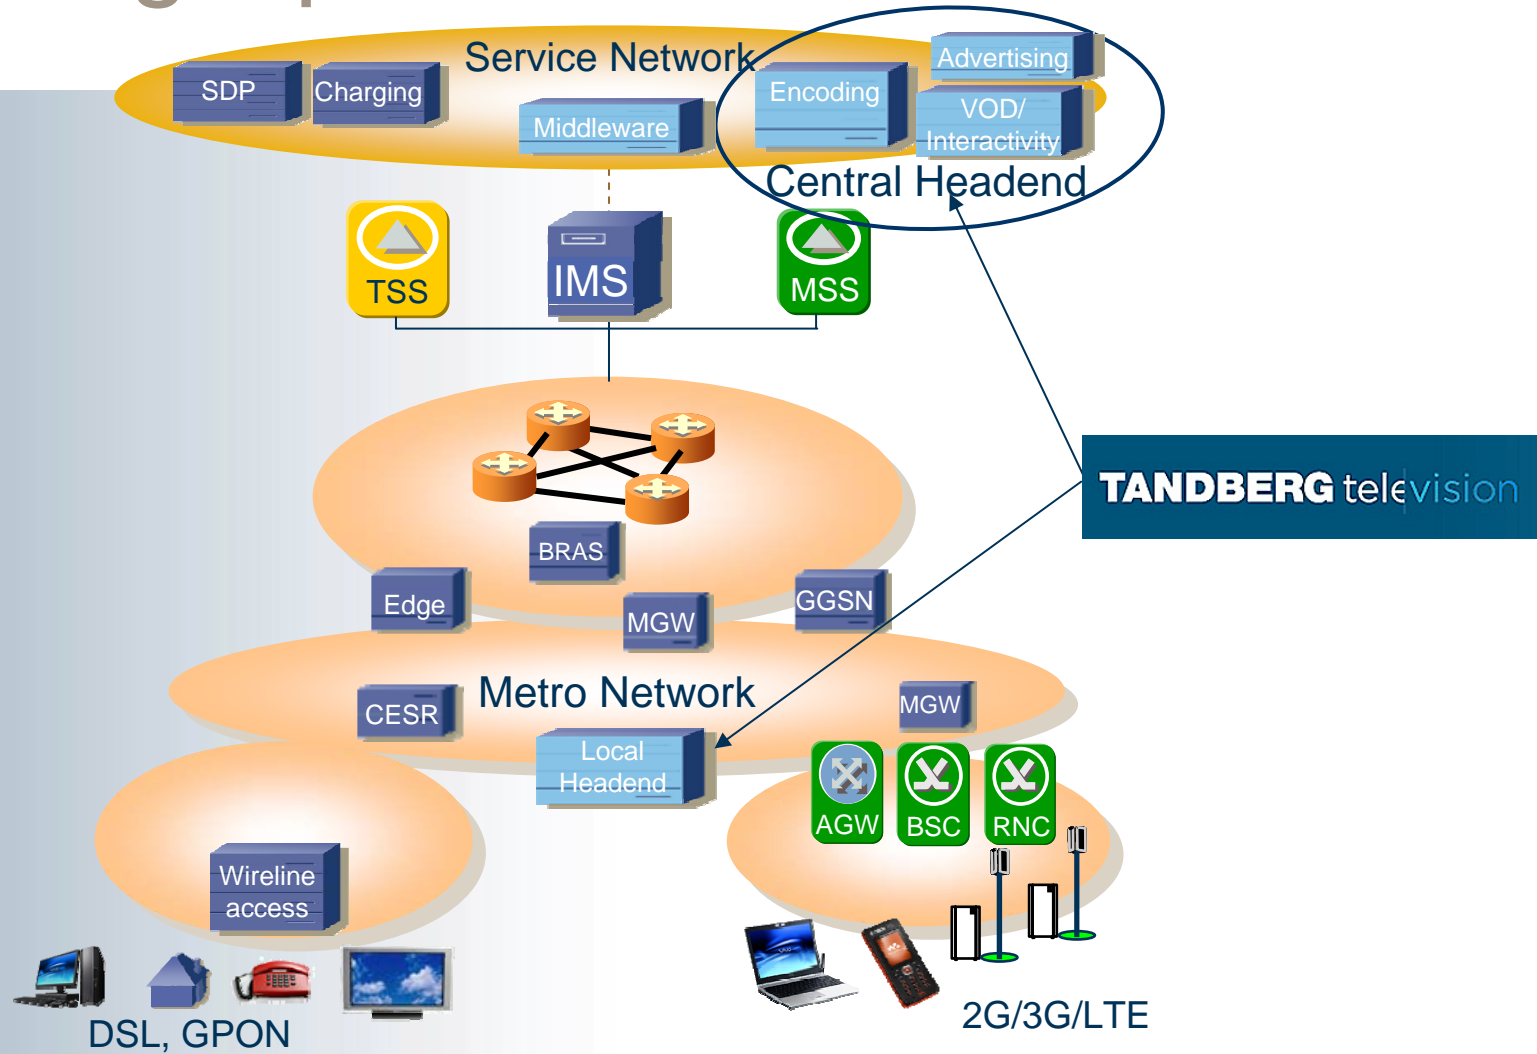 Service Network
SDP
Charging
Middleware
Encoding
Advertising
VOD/
Interactivity
Central Headend
TSS
IMS
MSS
TANDBERG television
BRAS
Edge
MGW
GGSN
Metro Network
CESR
MGW
Local
Headend
AGW
BSC
RNC
Wireline
access
DSL, GPON
2G/3G/LTE